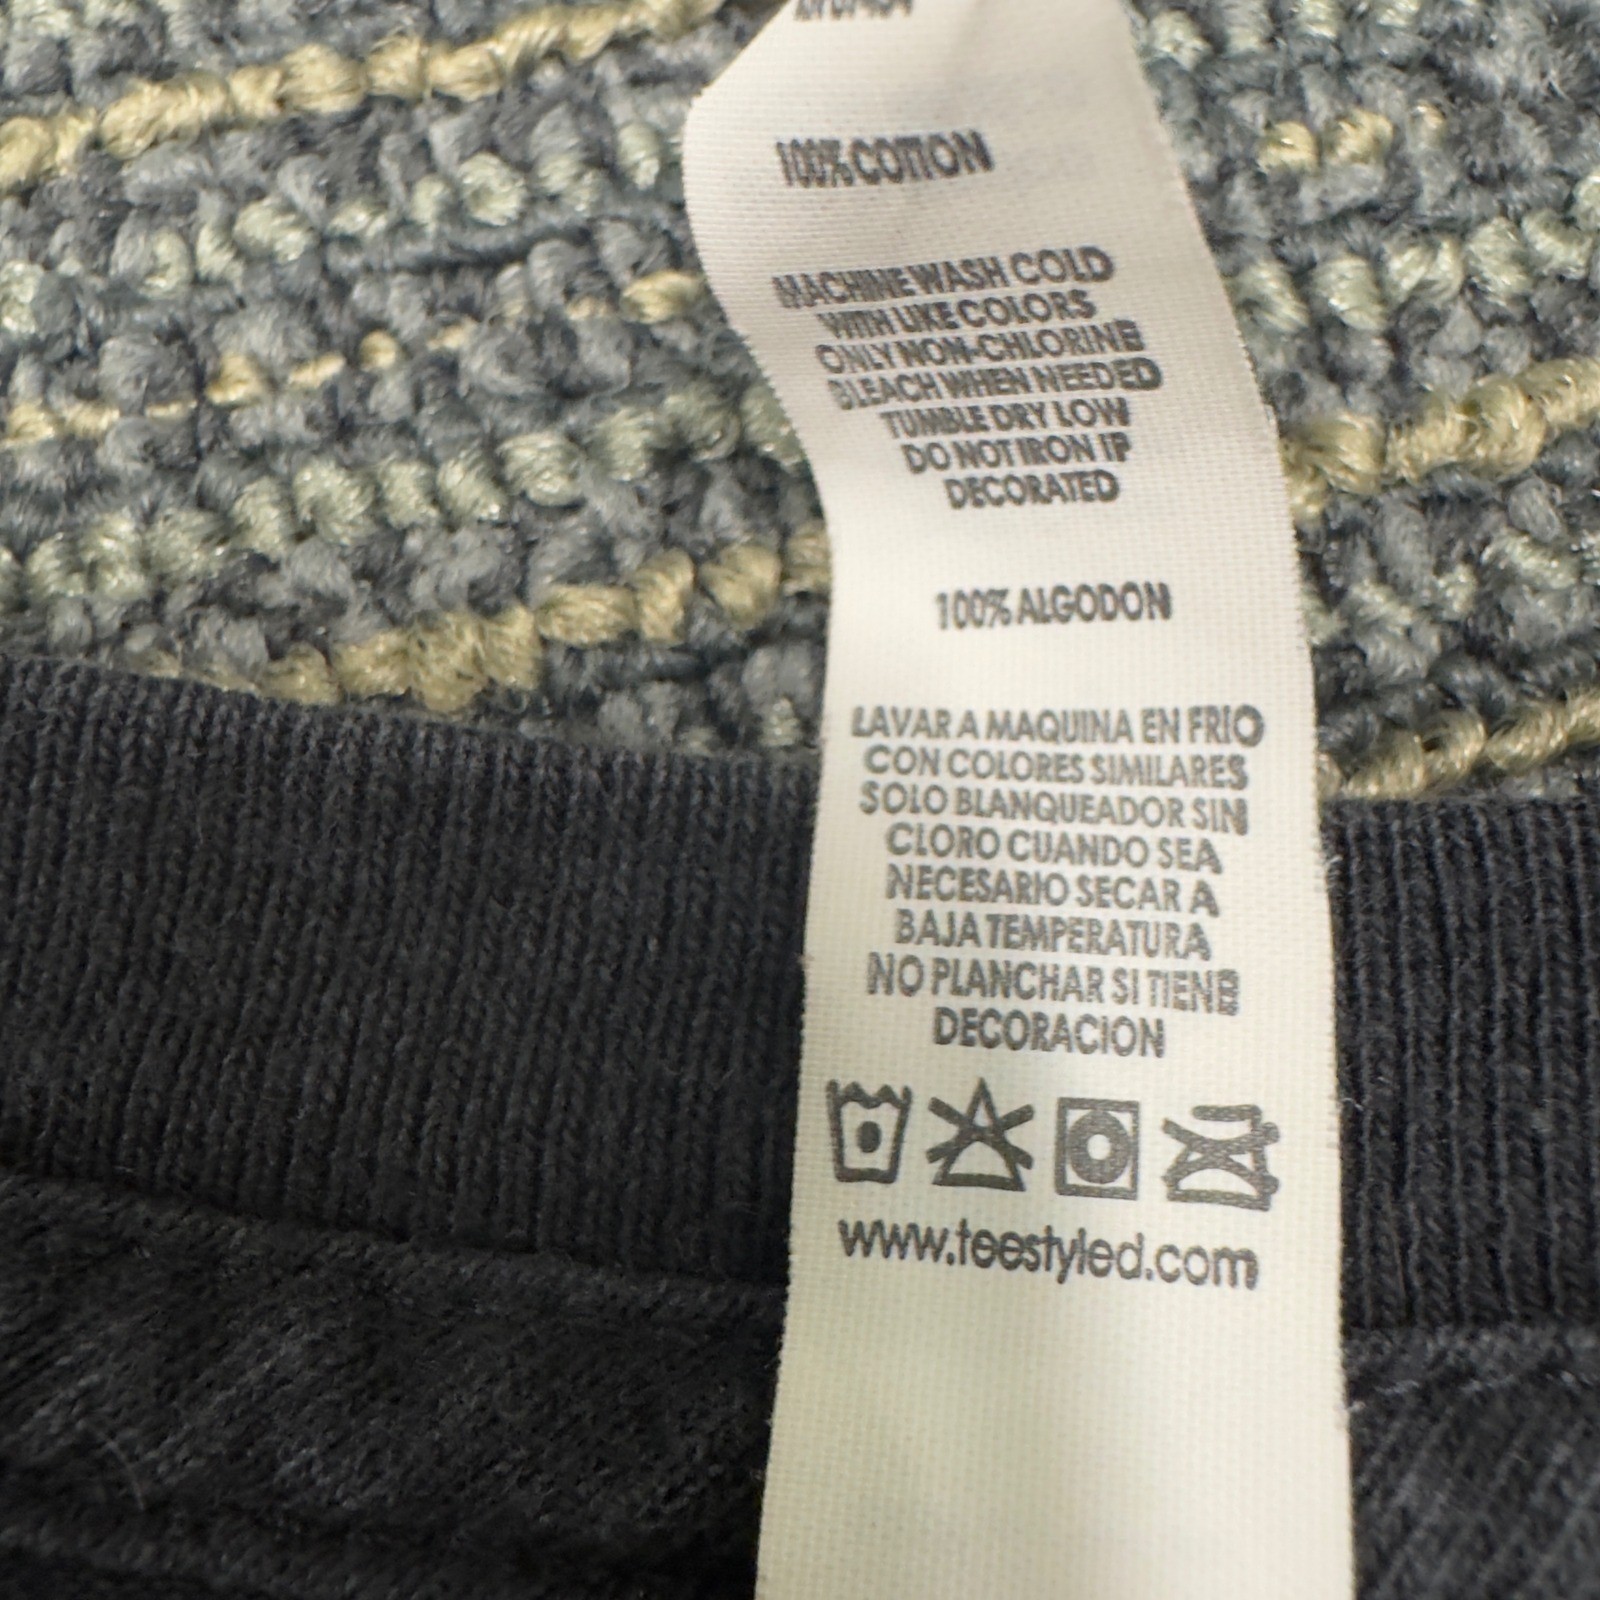 100% COTTON
MACHINE WASH COLD
WITH LIKE COLORS
ONLY NON-CHLORINE
BLEACH WHEN NEEDED
TUMBLE DRY LOW
DO NOT IRON IF
DECORATED
100% ALGODON
LAVAR A MAQUINA EN FRIO
CON COLORES SIMILARES
SOLO BLANQUEADOR SIN
CLORO CUANDO SEA
NECESARIO SECAR A
BAJA TEMPERATURA
NO PLANCHAR SI TIENE
DECORACION
www.teestyled.com